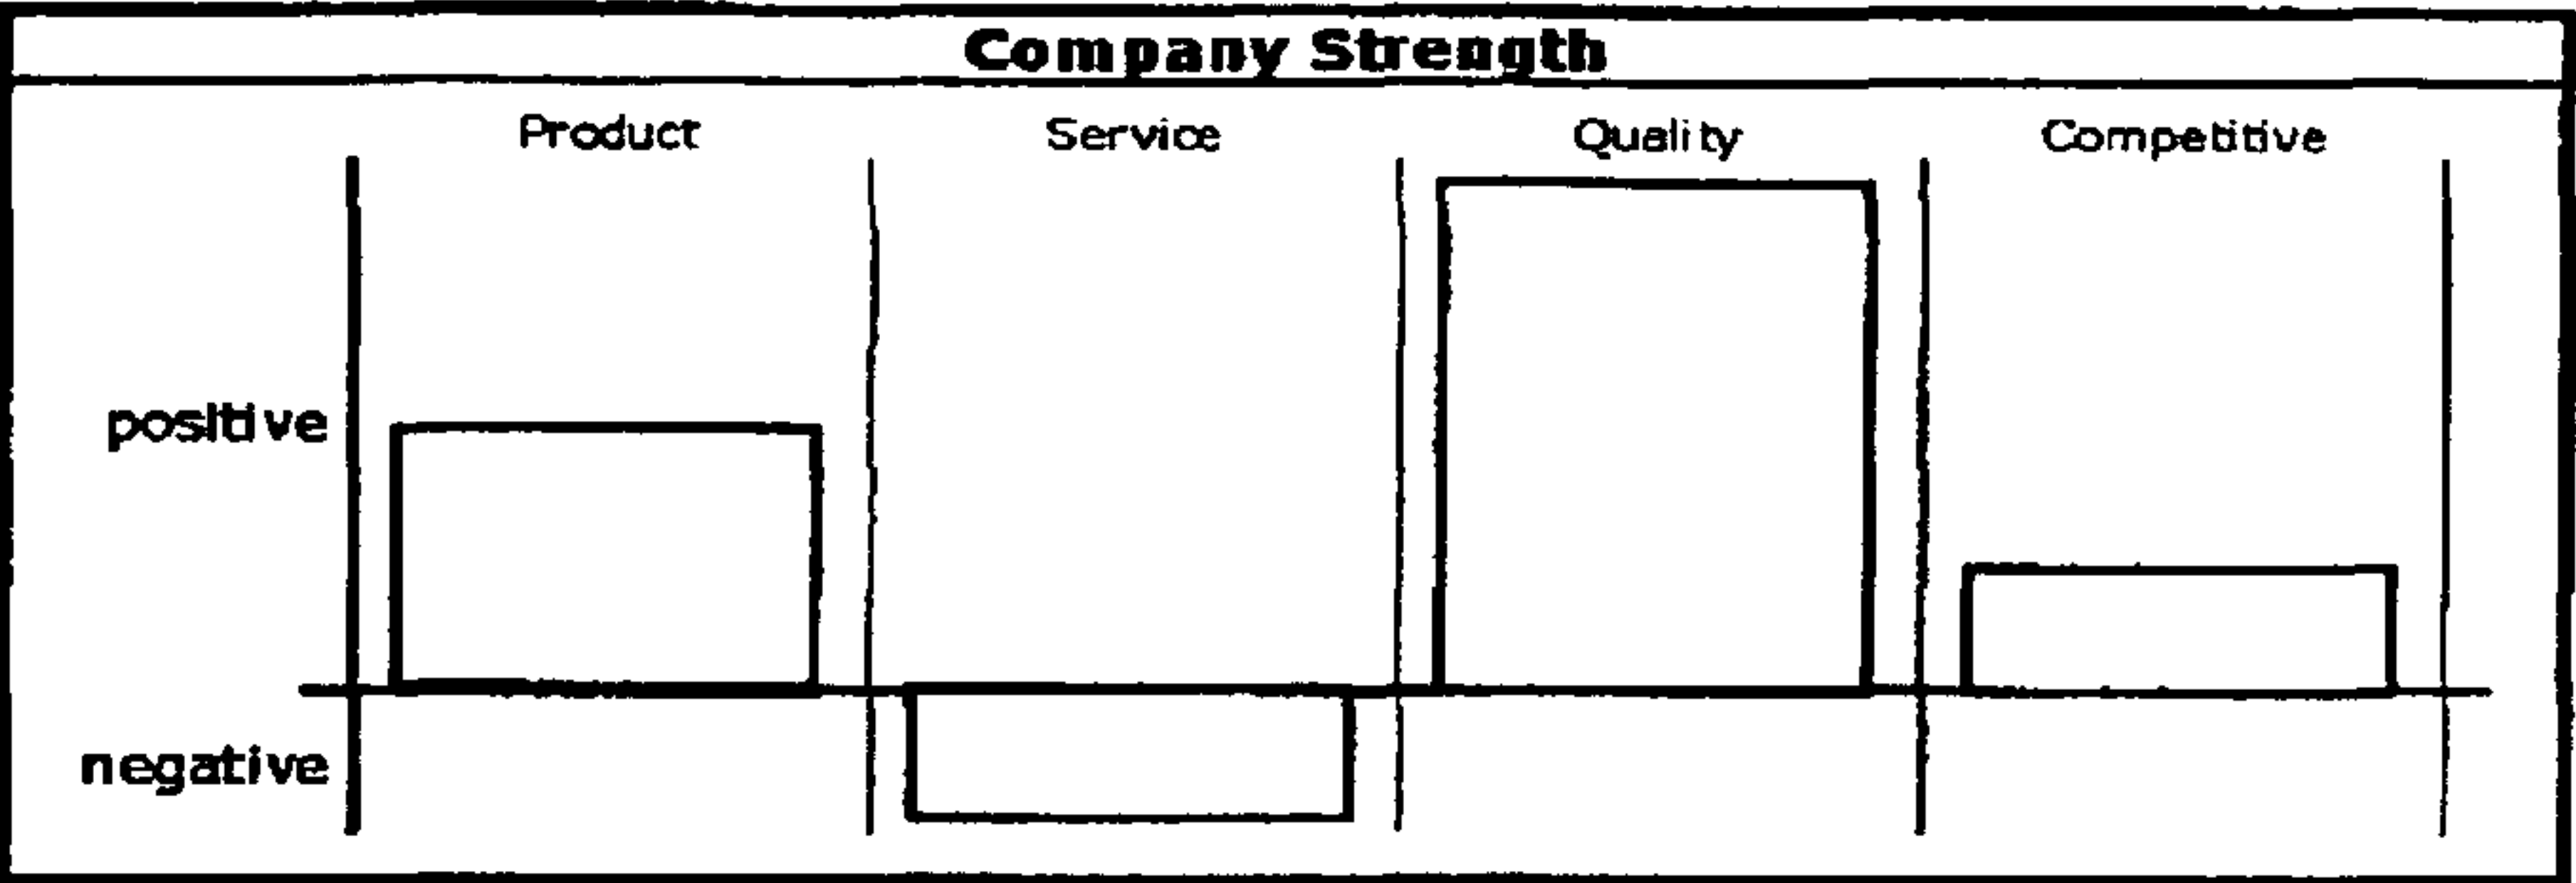 Company Strength
Product Service Quality Competitive
positive
negative